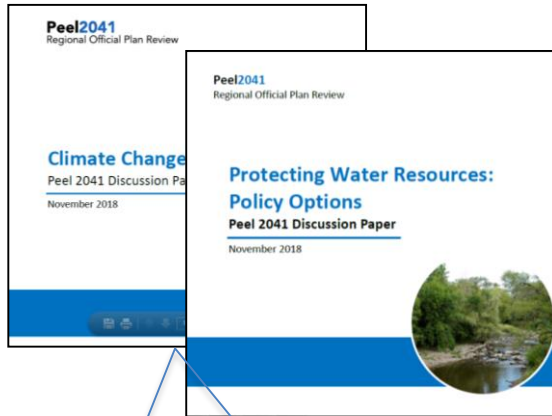 Peel2041
Regional Official Plan Review
Climate Change
Peel 2041 Discussion Pa
November 2018
Peel2041
Regional Official Plan Review
Protecting Water Resources:
Policy Options
Peel 2041 Discussion Paper
November 2018